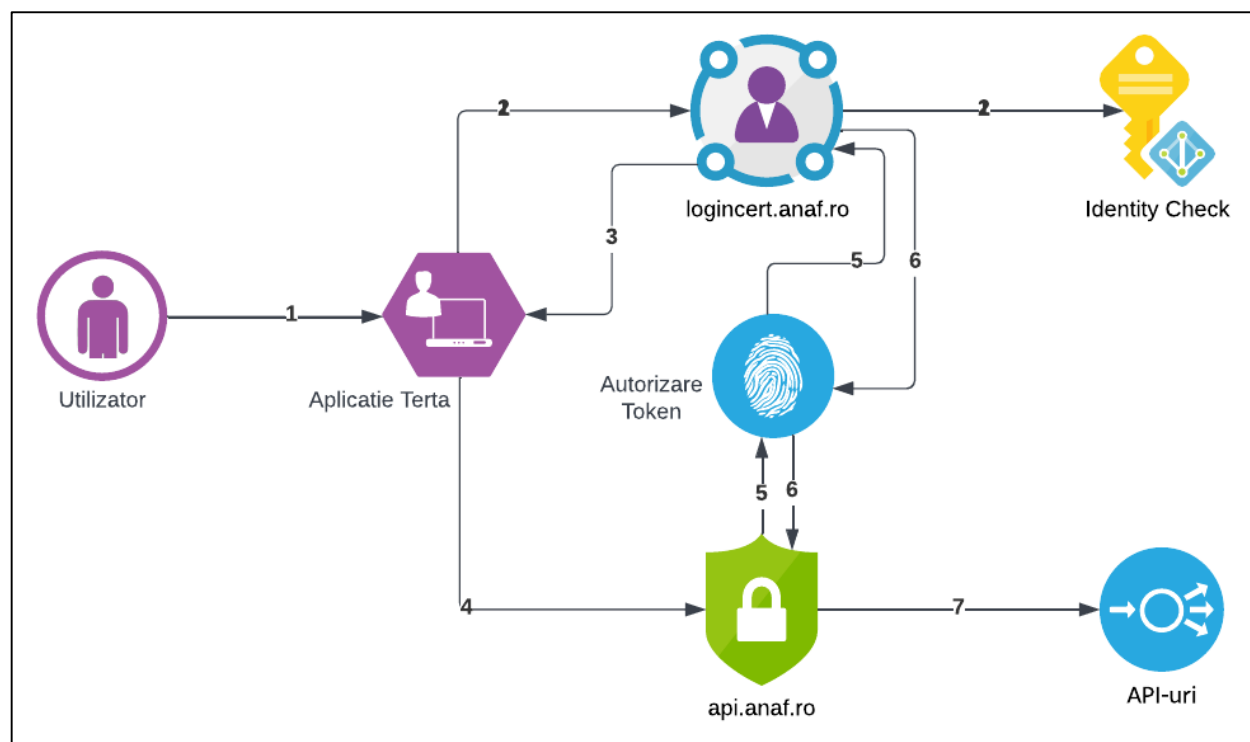 2
2
logincert.anaf.ro
Identity Check
3
5
6
1
Utilizator
Aplicatie Terta
Autorizare
Token
5
6
4
7
api.anaf.ro
API-uri